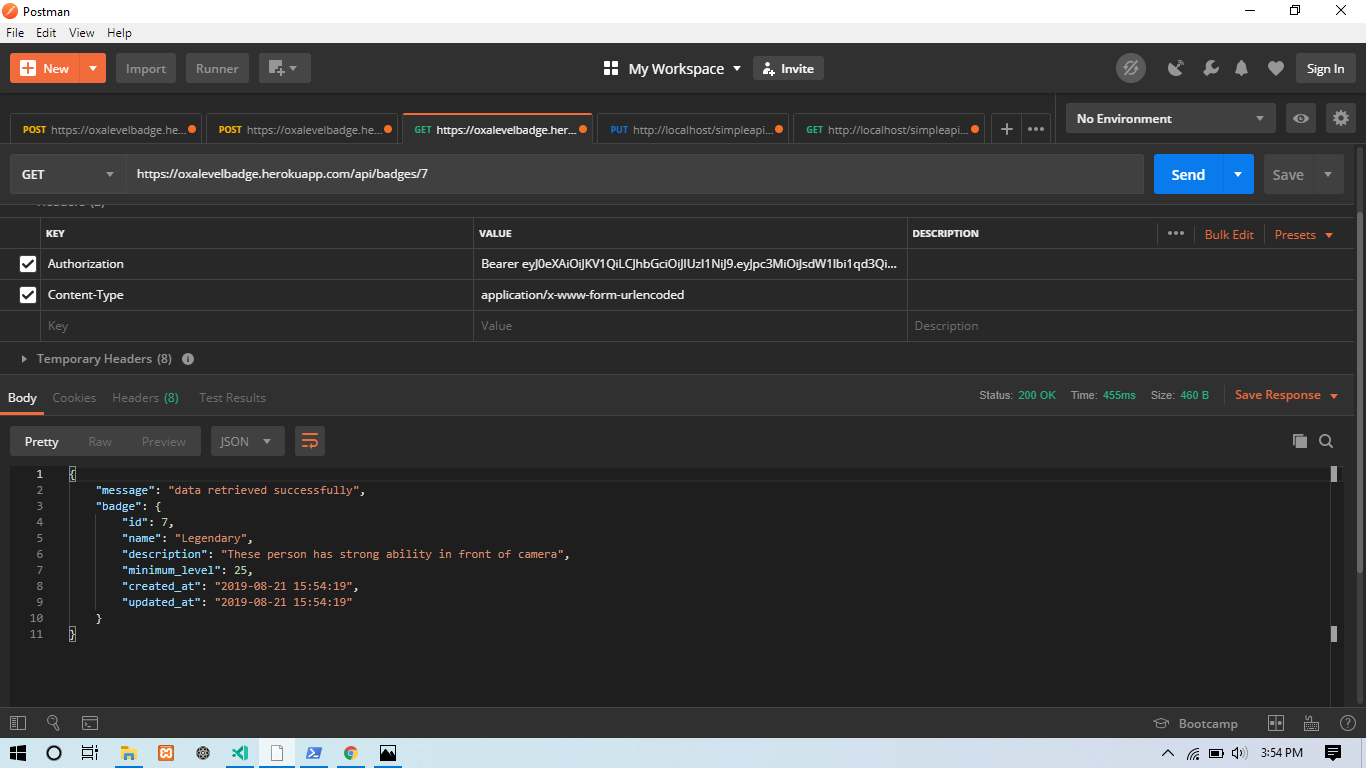 Postman
File Edit View Help
New Import Runner My Workspace Invite Sign In
POST https://oxalevelbadge.he... POST https://oxalevelbadge.he... GET https://oxalevelbadge.her... PUT http://localhost/simpleapi... GET http://localhost/simpleapi... No Environment
GET https://oxalevelbadge.herokuapp.com/api/badges/7 Send Save
KEY VALUE DESCRIPTION Bulk Edit Presets
Authorization Bearer eyJ0eXAiOiJKV1QiLCJhbGciOiJIUzI1NiJ9.eyJpc3MiOiJsdW1lbi1qd3Qi...
Content-Type application/x-www-form-urlencoded
Key Value Description
Temporary Headers (8)
Body Cookies Headers (8) Test Results Status: 200 OK Time: 455ms Size: 460 B Save Response
Pretty Raw Preview JSON
1 {
2 "message": "data retrieved successfully",
3 "badge": {
4 "id": 7,
5 "name": "Legendary",
6 "description": "These person has strong ability in front of camera",
7 "minimum_level": 25,
8 "created_at": "2019-08-21 15:54:19",
9 "updated_at": "2019-08-21 15:54:19"
10 }
11 }
Bootcamp
3:54 PM